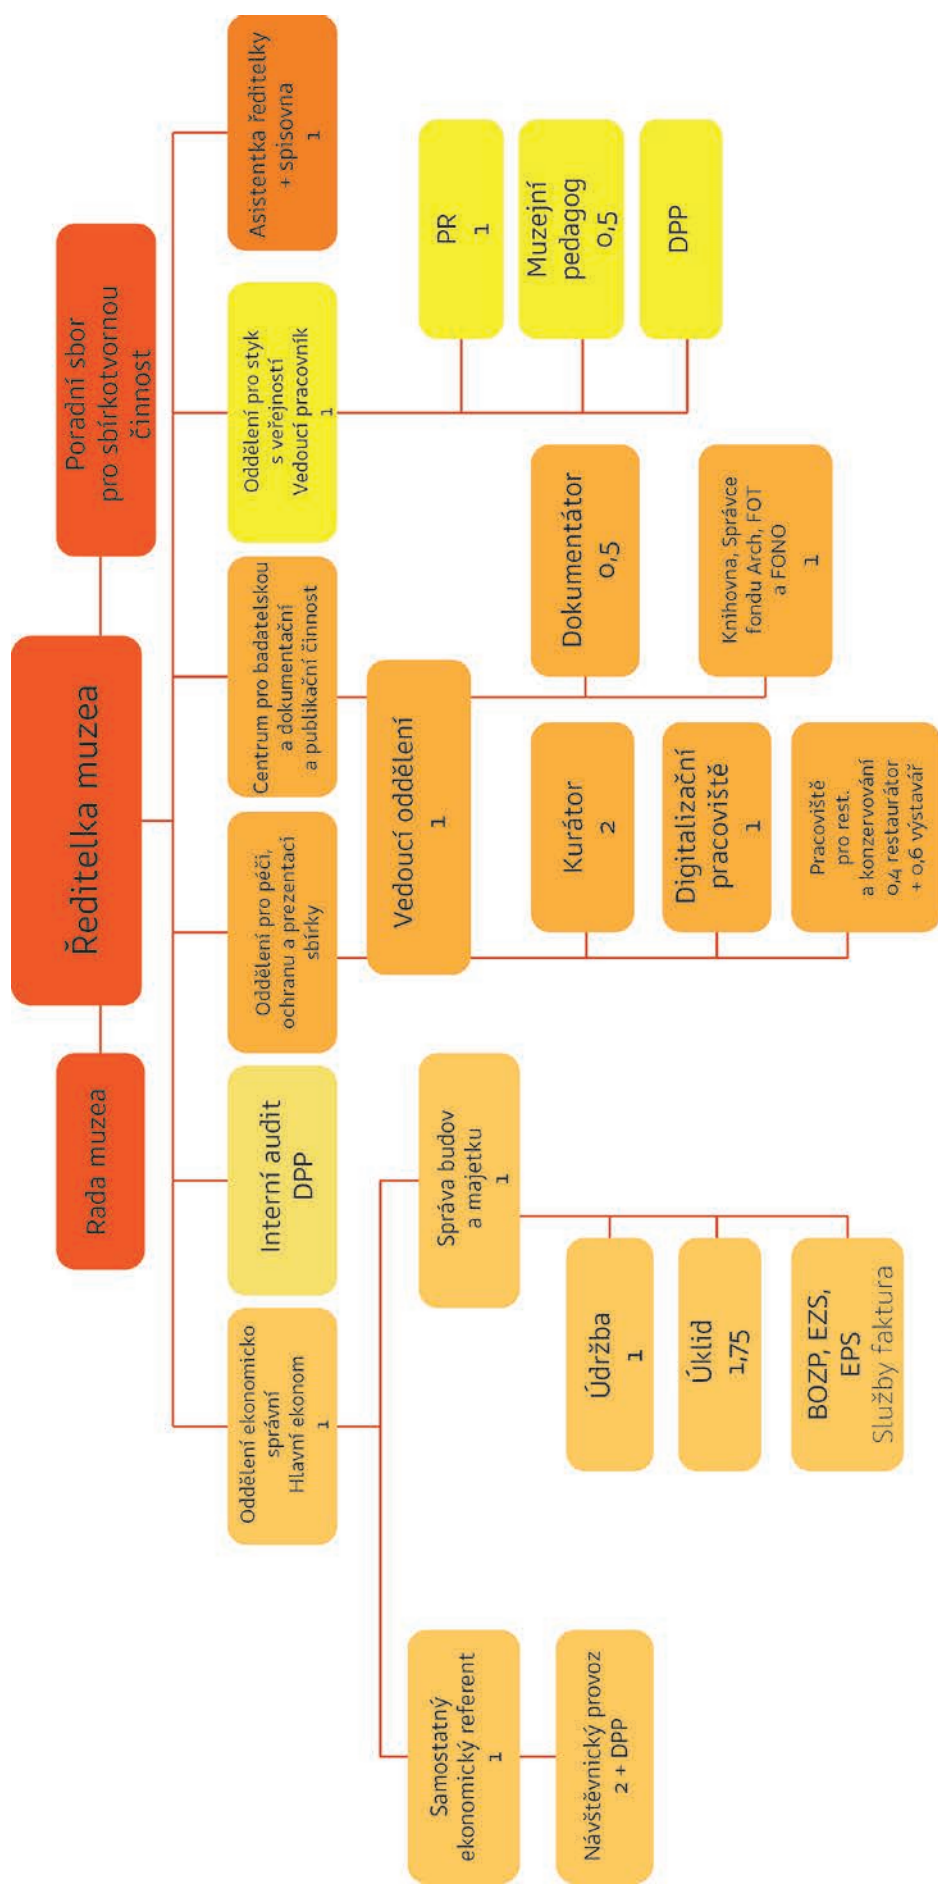 Rada muzea
Ředitelka muzea
Poradní sbor
pro sbírkotvornou
činnost
Oddělení ekonomicko
správní
Hlavní ekonom
1
Interní audit
DPP
Oddělení pro péči,
ochranu a prezentaci
sbírky
Centrum pro badatelskou
a dokumentační
a publikační činnost
Oddělení pro styk
s veřejností
Vedoucí pracovník
1
Asistentka ředitelky
+ spisovna
1
Vedoucí oddělení
1
Samostatný
ekonomický referent
1
Správa budov
a majetku
1
PR
1
Muzejní
pedagog
0,5
DPP
Návštěvnický provoz
2 + DPP
Údržba
1
Úklid
1,75
BOZP, EZS,
EPS
Služby faktura
Kurátor
2
Digitalizační
pracoviště
1
Pracoviště
pro rest.
a konzervování
0,4 restaurátor
+ 0,6 výstavář
Dokumentátor
0,5
Knihovna, Správce
fondu Arch, FOT
a FONO
1